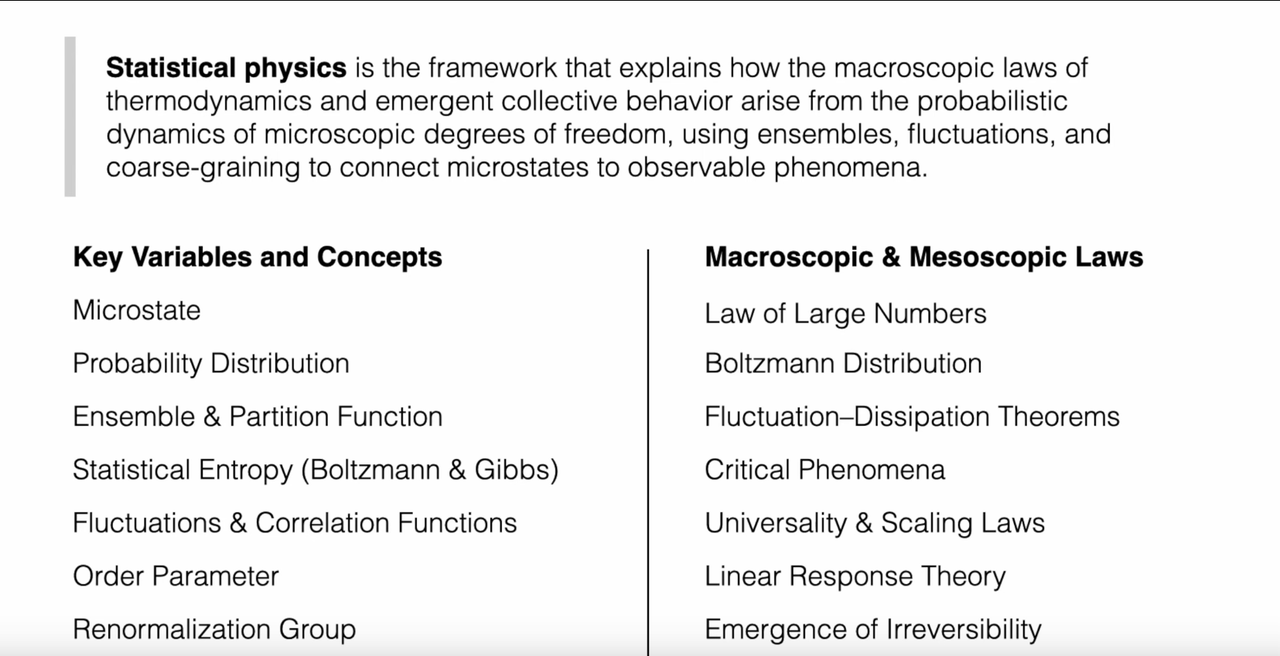 Statistical physics is the framework that explains how the macroscopic laws of
thermodynamics and emergent collective behavior arise from the probabilistic
dynamics of microscopic degrees of freedom, using ensembles, fluctuations, and
coarse-graining to connect microstates to observable phenomena.
Key Variables and Concepts
Microstate
Probability Distribution
Ensemble & Partition Function
Statistical Entropy (Boltzmann & Gibbs)
Fluctuations & Correlation Functions
Order Parameter
Renormalization Group
Macroscopic & Mesoscopic Laws
Law of Large Numbers
Boltzmann Distribution
Fluctuation–Dissipation Theorems
Critical Phenomena
Universality & Scaling Laws
Linear Response Theory
Emergence of Irreversibility